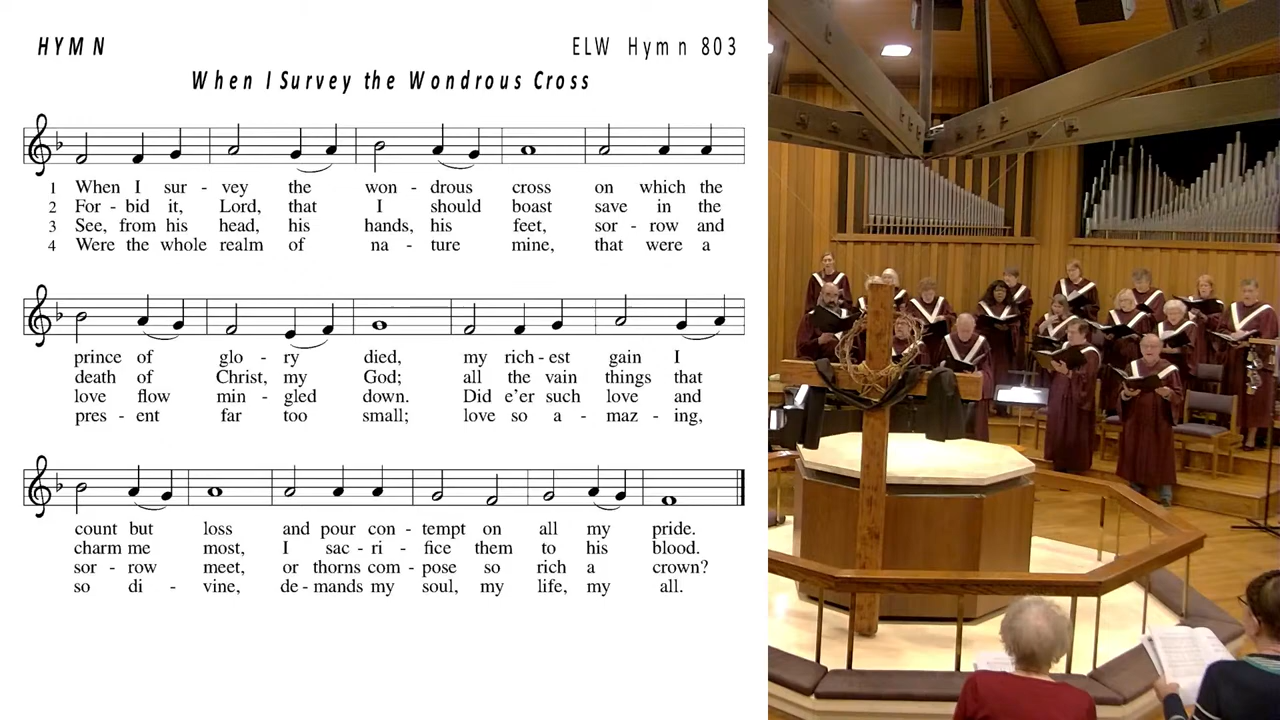 HYMN
ELW Hymn 803
When I Survey the Wondrous Cross
1 When I sur - vey the won - drous cross on which the
2 For - bid it, Lord, that I should boast save in the
3 See, from his head, his hands, his feet, sor - row and
4 Were the whole realm of na - ture mine, that were a
prince of glo - ry died, my rich - est gain I
death of Christ, my God; all the vain things that
love flow min - gled down. Did e'er such love and
pres - ent far too small; love so a - maz - ing,
count but loss and pour con - tempt on all my pride.
charm me most, I sac - ri - fice them to his blood.
sor - row meet, or thorns com - pose so rich a crown?
so di - vine, de - mands my soul, my life, my all.